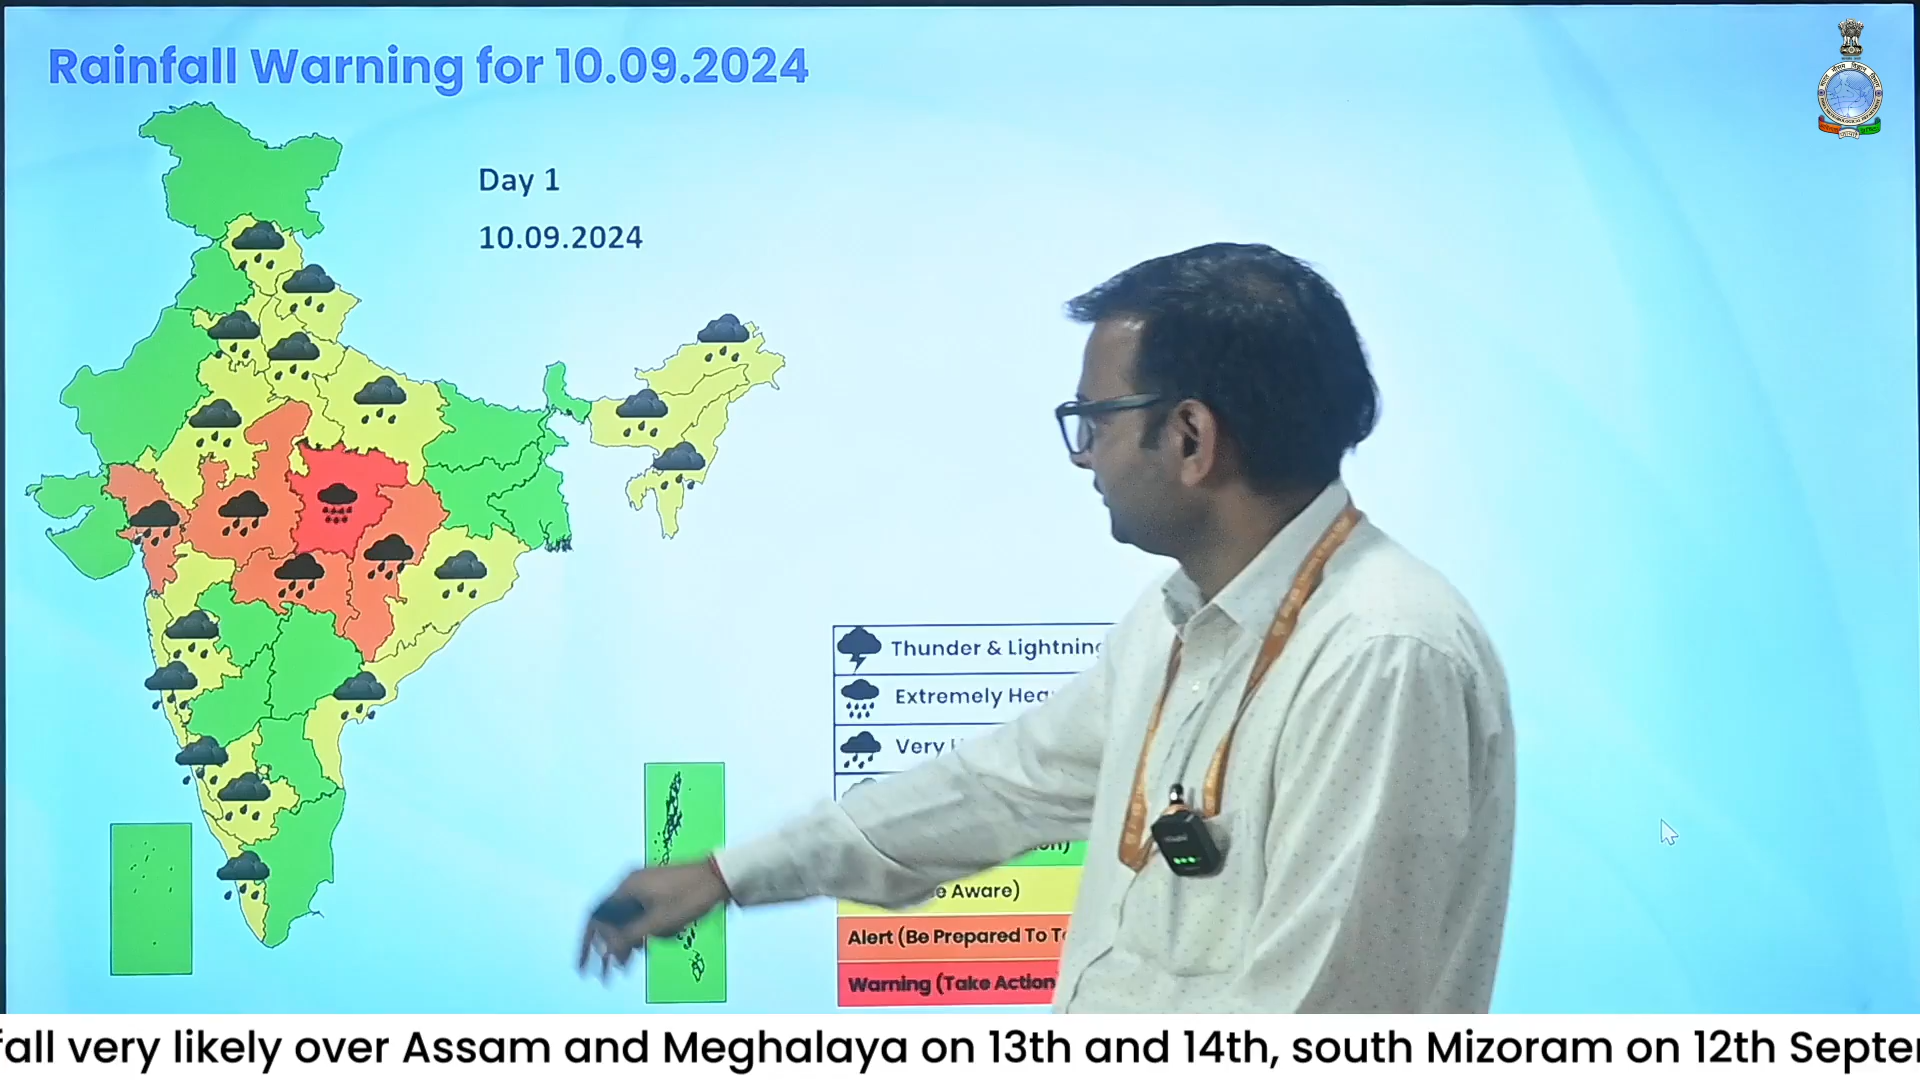 Rainfall Warning for 10.09.2024
Day 1
10.09.2024
Thunder & Lightning
Extremely Hea
Very
e Aware)
Alert (Be Prepared To T
Warning (Take Action
fall very likely over Assam and Meghalaya on 13th and 14th, south Mizoram on 12th Septe